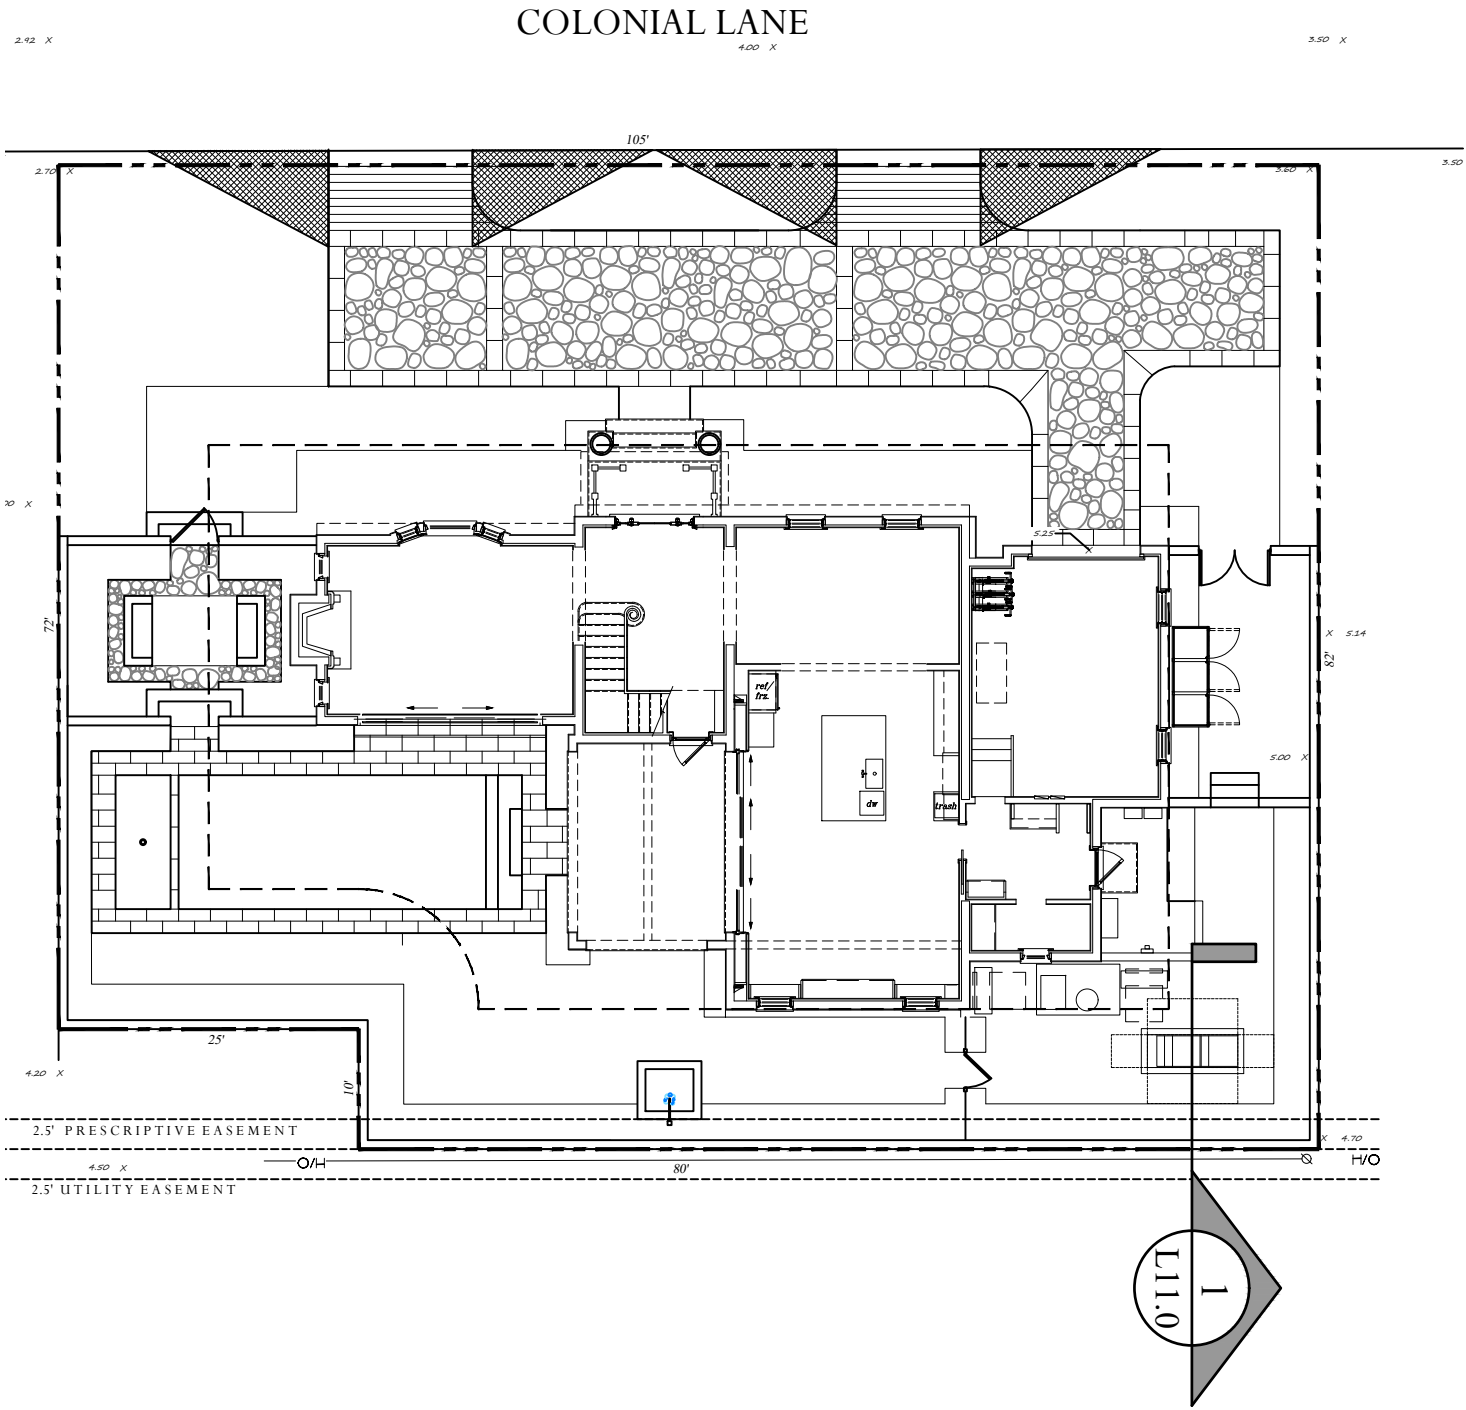 COLONIAL LANE
2.92 X
4.00 X
3.50 X
105'
2.70 X
3.60 X
3.50
X
5.25
X
72'
X 5.14
82'
ref/
frz.
5.00 X
dw
trash
25'
4.20 X
10'
2.5' PRESCRIPTIVE EASEMENT
X 4.70
4.50 X
O/H
80'
H/O
2.5' UTILITY EASEMENT
1
L11.0